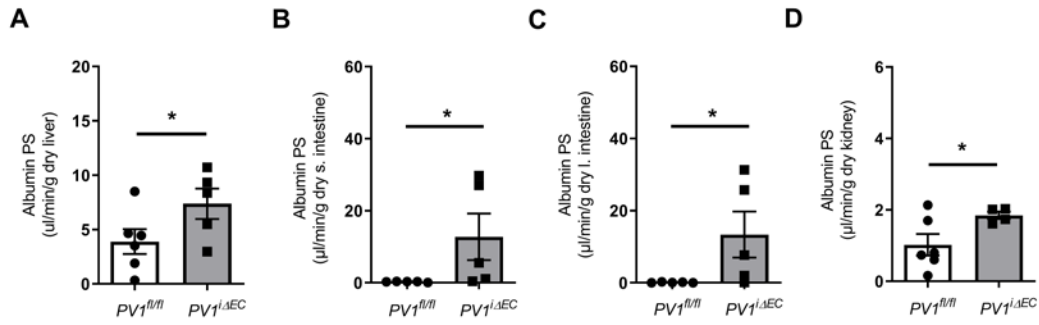 A
Albumin PS
(ul/min/g dry liver)
20
15
10
5
0
*
PV1fl/fl
PV1iΔEC
B
Albumin PS
(µl/min/g dry s. intestine)
60
40
20
0
*
PV1fl/fl
PV1iΔEC
C
Albumin PS
(µl/min/g dry l. intestine)
60
40
20
0
*
PV1fl/fl
PV1iΔEC
D
Albumin PS
(µl/min/g dry kidney)
6
4
2
0
*
PV1fl/fl
PV1iΔEC